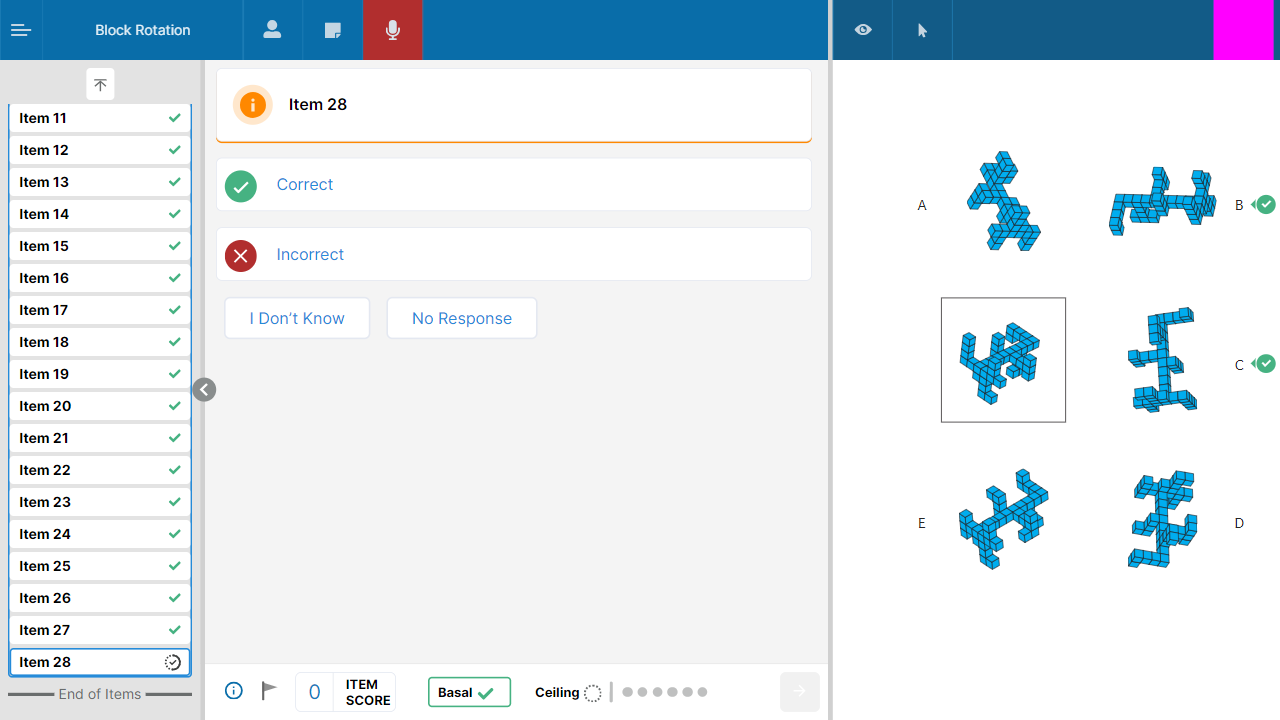 Block Rotation
Item 11
Item 12
Item 13
Item 14
Item 15
Item 16
Item 17
Item 18
Item 19
Item 20
Item 21
Item 22
Item 23
Item 24
Item 25
Item 26
Item 27
Item 28
End of Items
Item 28
Correct
Incorrect
I Don’t Know
No Response
0
ITEM
SCORE
Basal
Ceiling
A
B
C
E
D